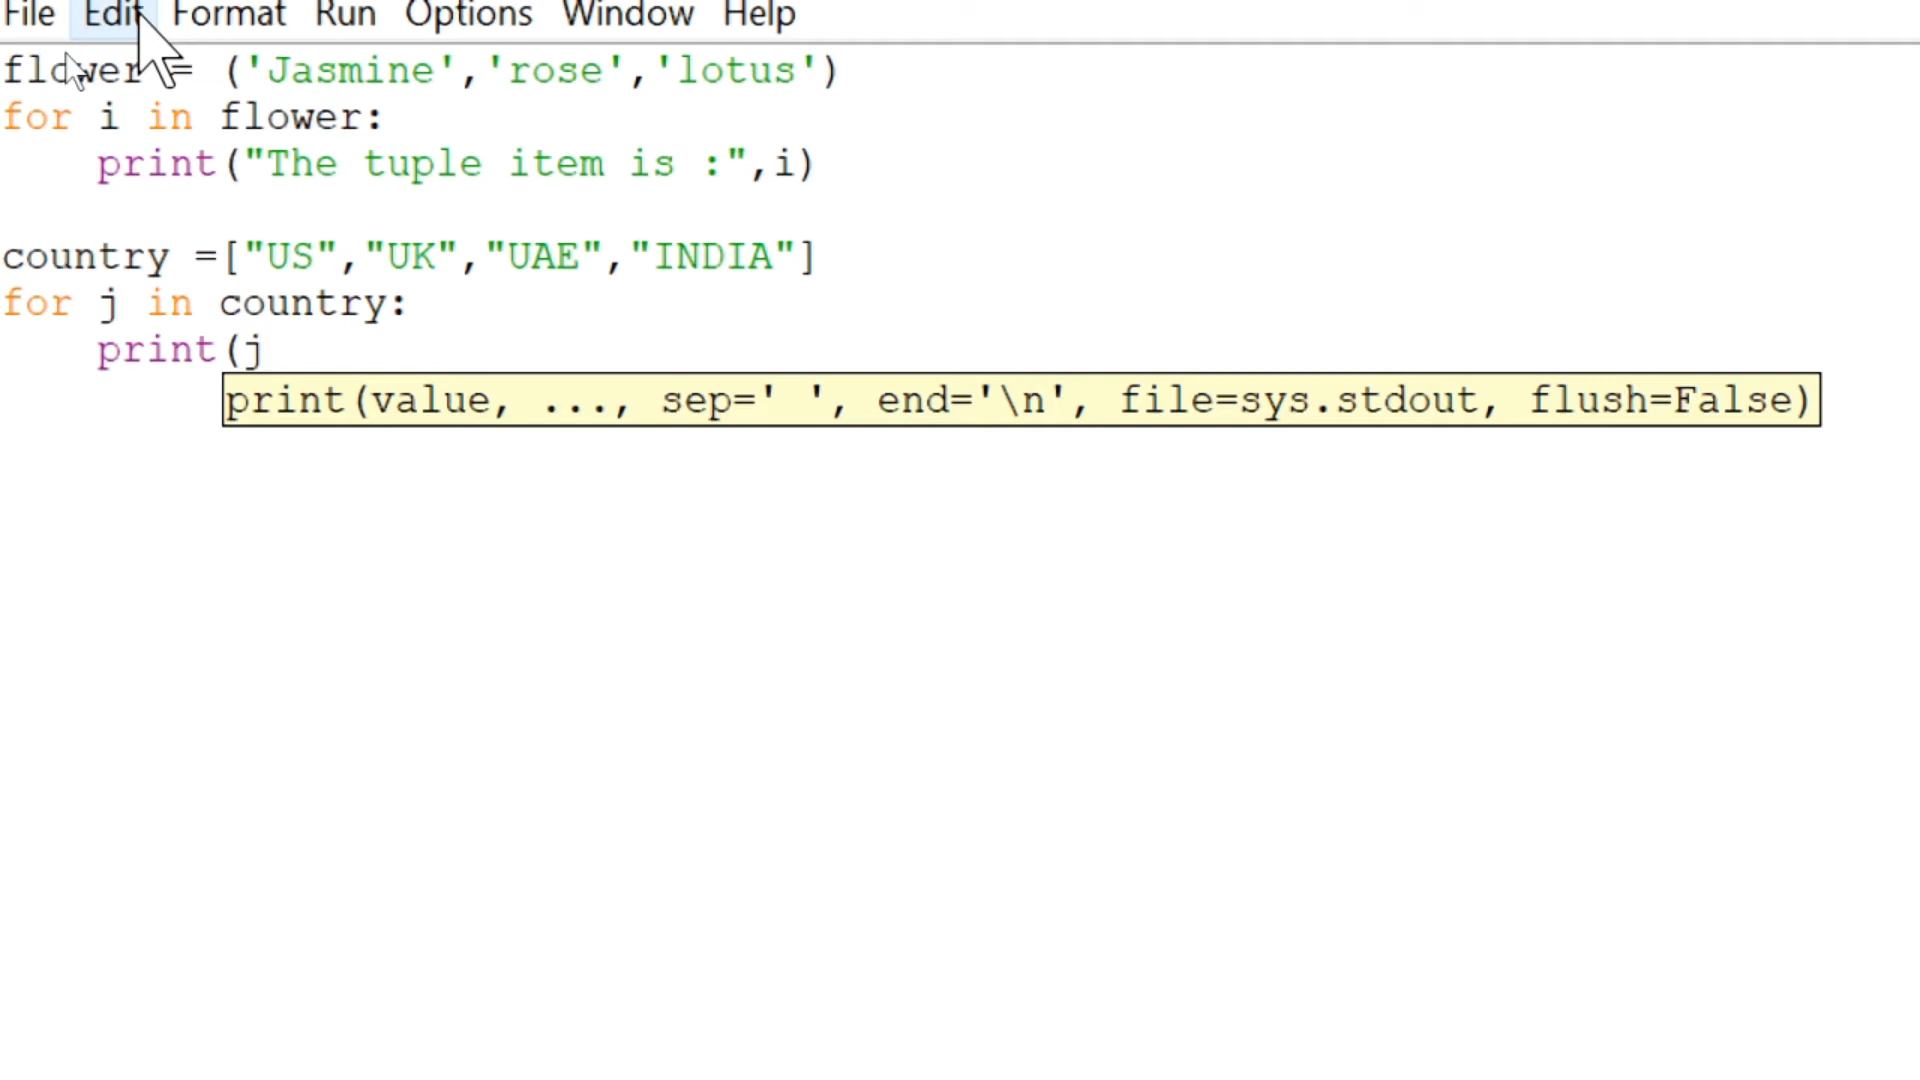 File Edit Format Run Options Window Help
flower = ('Jasmine','rose','lotus')
for i in flower:
    print("The tuple item is :",i)
country =["US","UK","UAE","INDIA"]
for j in country:
    print(j
print(value, ..., sep=' ', end='\n', file=sys.stdout, flush=False)